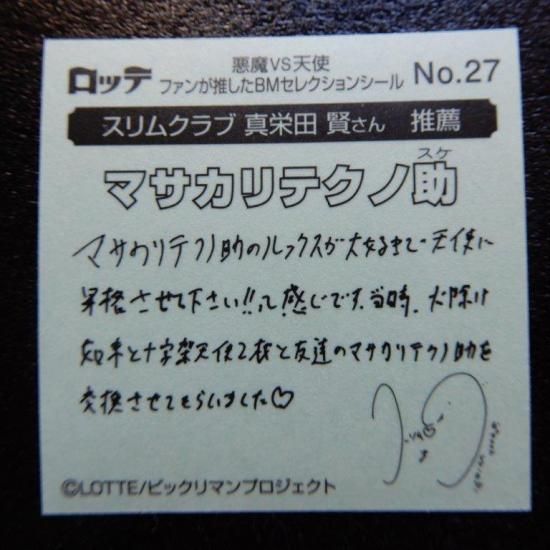 ロッテ 悪魔VS天使 No.27
ファンが推したBMセレクションシール
スリムクラブ 真栄田 賢さん 推薦
マサカリテクノ助
スケ
マサカリテクノ助のルックスが大好きで天使に
昇格させて下さい!!って感じです。当時、犬除け
如来と十字架天使2枚と友達のマサカリテクノ助を
交換させてもらいました♡
©LOTTE/ビックリマンプロジェクト